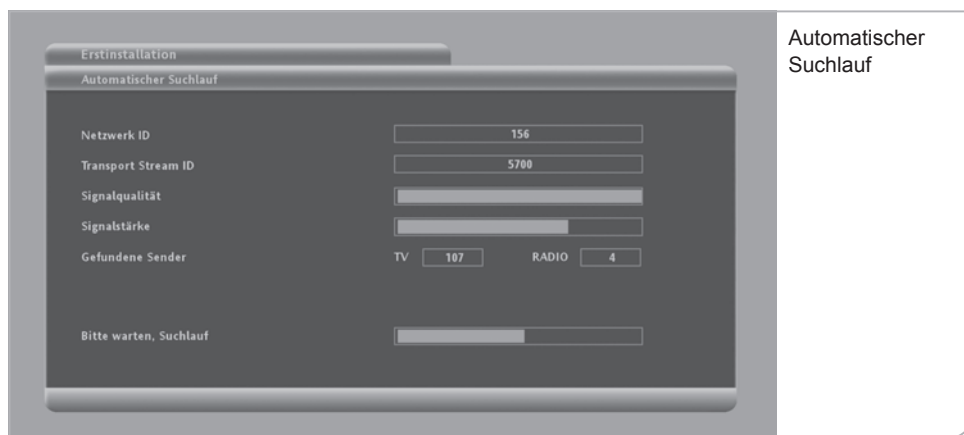 Erstinstallation
Automatischer Suchlauf
Netzwerk ID 156
Transport Stream ID 5700
Signalqualität
Signalstärke
Gefundene Sender TV 107 RADIO 4
Bitte warten, Suchlauf
Automatischer
Suchlauf